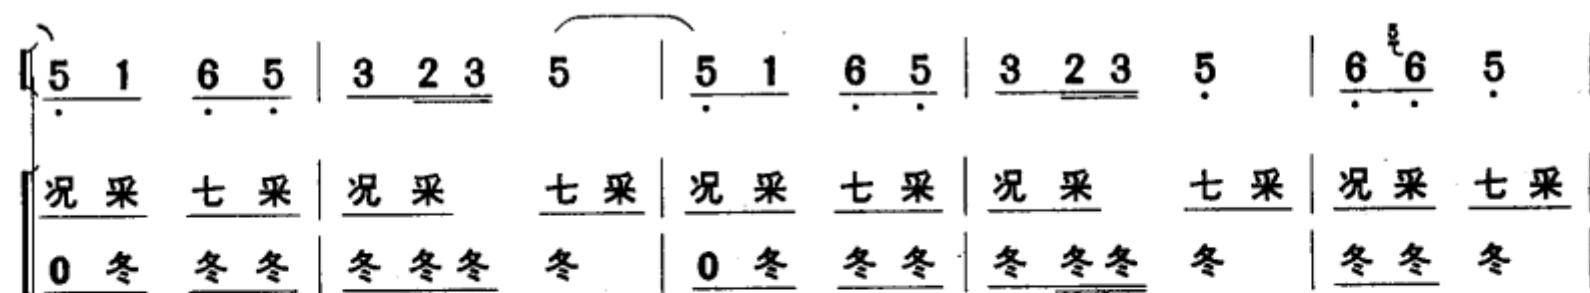 5 1 6 5 | 3 2 3 5 | 5 1 6 5 | 3 2 3 5 | 5 6 6 5
况 采 七 采 | 况 采 七 采 | 况 采 七 采 | 况 采 七 采 | 况 采 七 采
0 冬 冬 冬 | 冬 冬 冬 冬 | 0 冬 冬 冬 | 冬 冬 冬 冬 | 冬 冬 冬